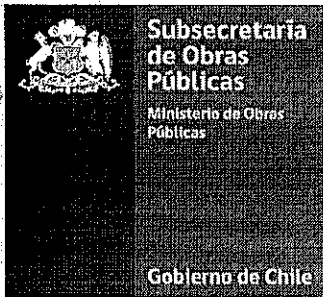 Subsecretaría
de Obras
Públicas
Ministerio de Obras
Públicas
Gobierno de Chile